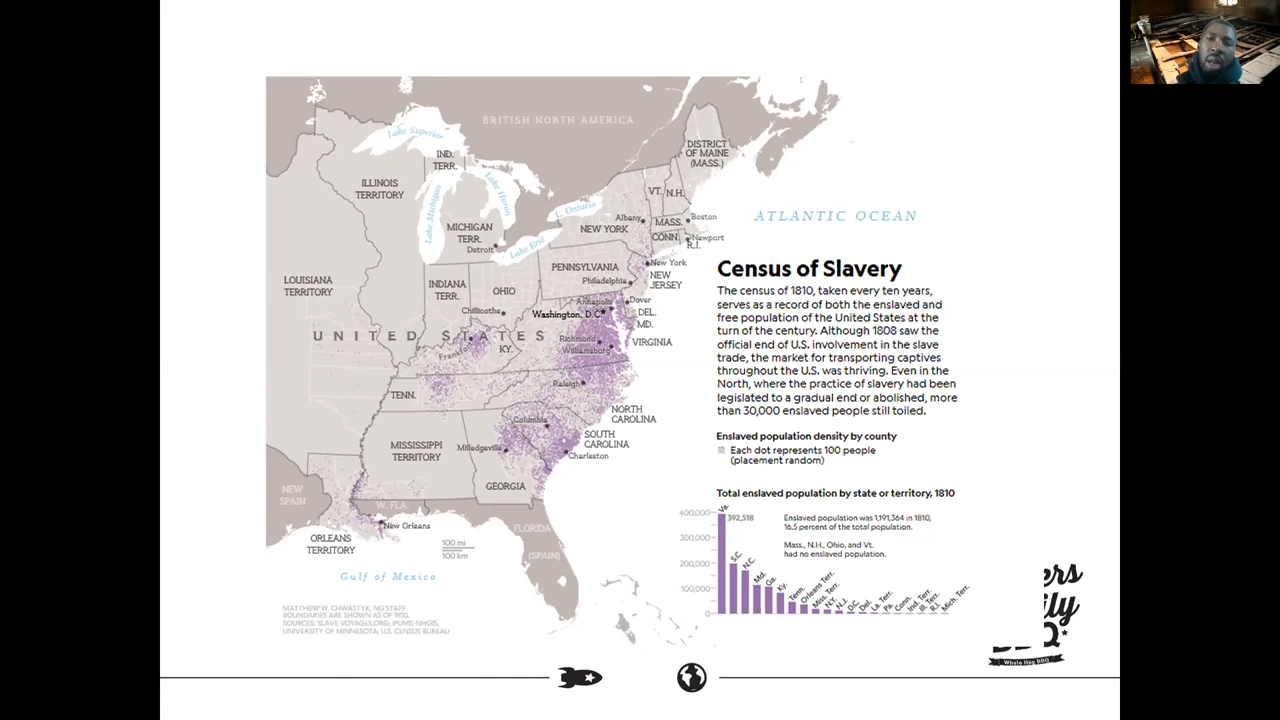 BRITISH NORTH AMERICA
Lake Superior
IND.
TERR.
DISTRICT
OF MAINE
(MASS.)
ILLINOIS
TERRITORY
Lake Michigan
Lake Huron
VT.
N.H.
L. Ontario
Albany
MASS.
Boston
ATLANTIC OCEAN
MICHIGAN
TERR.
Detroit
NEW YORK
CONN.
Newport
R.I.
Lake Erie
PENNSYLVANIA
New York
Philadelphia
NEW
JERSEY
LOUISIANA
TERRITORY
INDIANA
TERR.
OHIO
Chillicothe
Annapolis
Dover
DEL.
Washington, D.C.
MD.
UNITED STATES
Richmond
VIRGINIA
Williamsburg
Frankfort
KY.
Raleigh
TENN.
NORTH
CAROLINA
Columbia
SOUTH
CAROLINA
MISSISSIPPI
TERRITORY
Milledgeville
Charleston
GEORGIA
NEW
SPAIN
W. FLA.
New Orleans
FLORIDA
(SPAIN)
ORLEANS
TERRITORY
100 mi
100 km
Gulf of Mexico
MATTHEW W. CHWASTYK, NG STAFF
BOUNDARIES ARE SHOWN AS OF 1810.
SOURCES: SLAVE VOYAGES.ORG; IPUMS-NHGIS,
UNIVERSITY OF MINNESOTA; U.S. CENSUS BUREAU
Census of Slavery
The census of 1810, taken every ten years,
serves as a record of both the enslaved and
free population of the United States at the
turn of the century. Although 1808 saw the
official end of U.S. involvement in the slave
trade, the market for transporting captives
throughout the U.S. was thriving. Even in the
North, where the practice of slavery had been
legislated to a gradual end or abolished, more
than 30,000 enslaved people still toiled.
Enslaved population density by county
Each dot represents 100 people
(placement random)
Total enslaved population by state or territory, 1810
400,000
300,000
200,000
100,000
0
392,518
Enslaved population was 1,191,364 in 1810,
16.5 percent of the total population.
Mass., N.H., Ohio, and Vt.
had no enslaved population.
Va.
S.C.
N.C.
Md.
Ga.
Ky.
Tenn.
Orleans Terr.
Miss. Terr.
N.Y.
N.J.
D.C.
Del.
La. Terr.
Pa.
Conn.
Ind. Terr.
Ill. Terr.
R.I.
Mich. Terr.
ers
ily
Q
Whole Hog BBQ